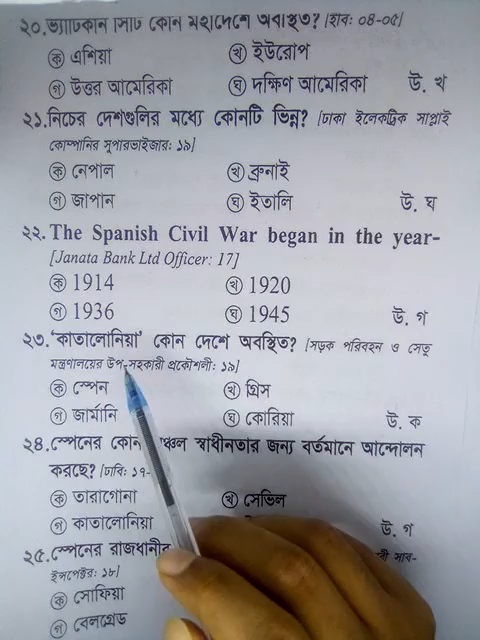 ২০. ভ্যাটিকান সিটি কোন মহাদেশে অবস্থিত? [ঢাবি: ০৪-০৫]
ক এশিয়া খ ইউরোপ
গ উত্তর আমেরিকা ঘ দক্ষিণ আমেরিকা উ. খ
২১. নিচের দেশগুলির মধ্যে কোনটি ভিন্ন? [ঢাকা ইলেকট্রিক সাপ্লাই
কোম্পানির সুপারভাইজার: ১৯]
ক নেপাল খ ব্রুনাই
গ জাপান ঘ ইতালি উ. ঘ
২২. The Spanish Civil War began in the year-
[Janata Bank Ltd Officer: 17]
ক 1914 খ 1920
গ 1936 ঘ 1945 উ. গ
২৩. ‘কাতালোনিয়া’ কোন দেশে অবস্থিত? [সড়ক পরিবহন ও সেতু
মন্ত্রণালয়ের উপ-সহকারী প্রকৌশলী: ১৯]
ক স্পেন খ গ্রিস
গ জার্মানি ঘ কোরিয়া উ. ক
২৪. স্পেনের কোন স্বাধীনতার জন্য বর্তমানে আন্দোলন
করছে? [ঢাবি: ১৭-
ক তারাগোনা খ সেভিল
গ কাতালোনিয়া উ. গ
২৫. স্পেনের রাজধানীর সাব-
ইন্সপেক্টর: ১৮]
ক সোফিয়া
গ বেলগ্রেড